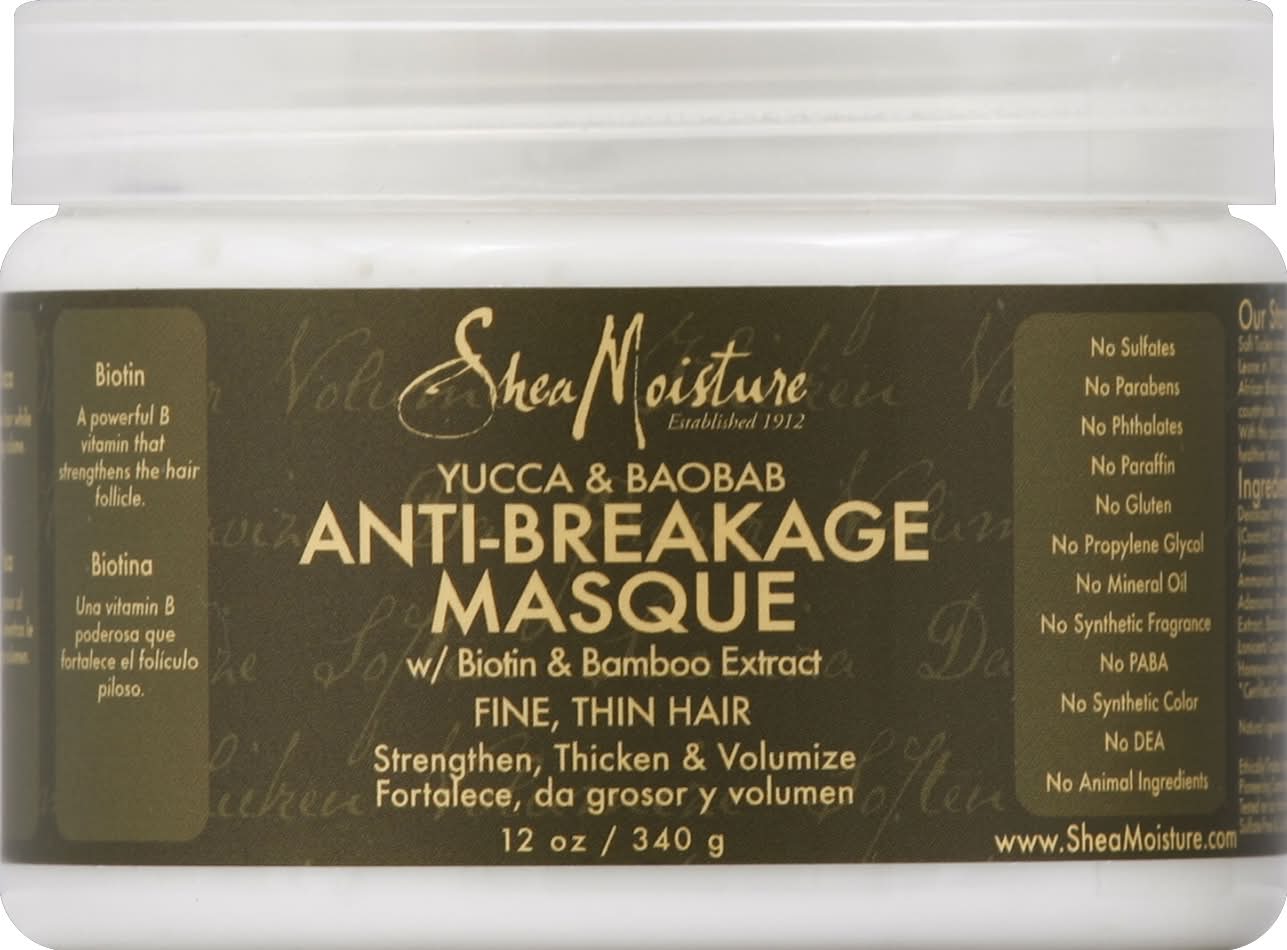 Biotin
A powerful B
vitamin that
strengthens the hair
follicle.
Biotina
Una vitamin B
poderosa que
fortalece el folículo
piloso.
Shea Moisture
Established 1912
YUCCA & BAOBAB
ANTI-BREAKAGE
MASQUE
w/ Biotin & Bamboo Extract
FINE, THIN HAIR
Strengthen, Thicken & Volumize
Fortalece, da grosor y volumen
12 oz / 340 g
No Sulfates
No Parabens
No Phthalates
No Paraffin
No Gluten
No Propylene Glycol
No Mineral Oil
No Synthetic Fragrance
No PABA
No Synthetic Color
No DEA
No Animal Ingredients
www.SheaMoisture.com
Our